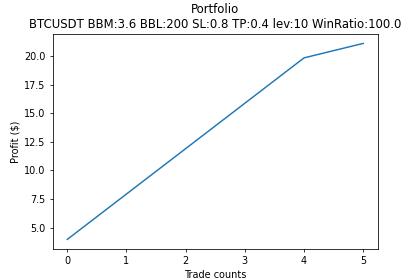 Portfolio
BTCUSDT BBM:3.6 BBL:200 SL:0.8 TP:0.4 lev:10 WinRatio:100.0
20.0
17.5
15.0
12.5
10.0
7.5
5.0
Profit ($)
0 1 2 3 4 5
Trade counts